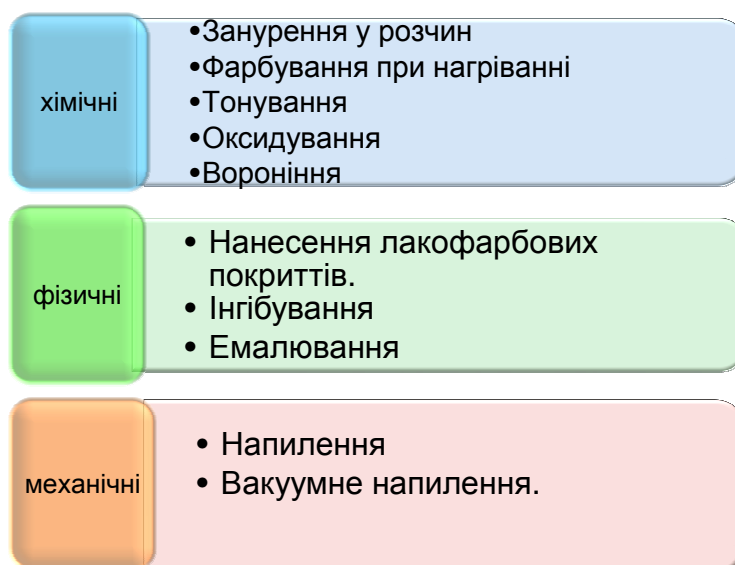 хімічні
•Занурення у розчин
•Фарбування при нагріванні
•Тонування
•Оксидування
•Вороніння
фізичні
• Нанесення лакофарбових
покриттів.
• Інгібування
• Емалювання
механічні
• Напилення
• Вакуумне напилення.